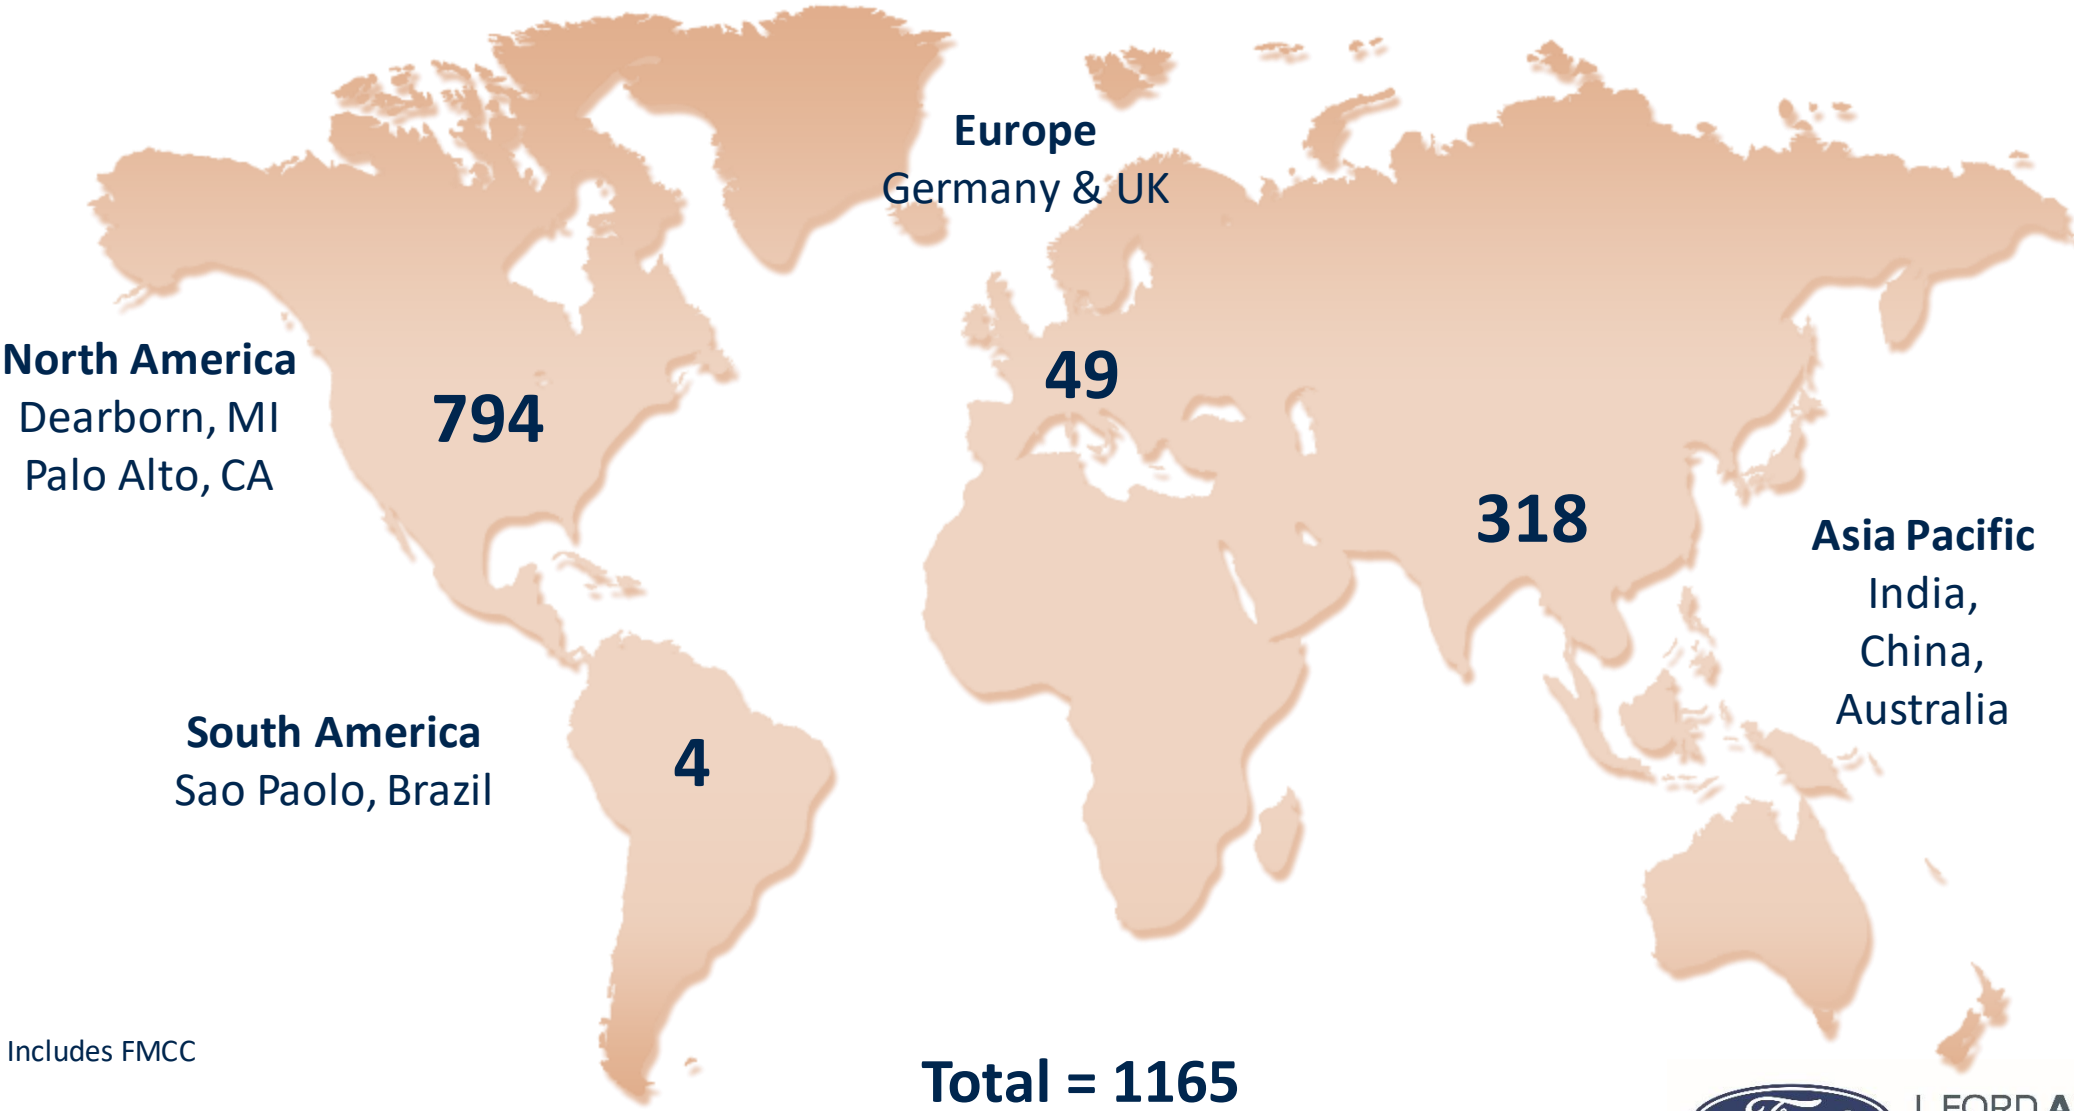 Europe
Germany & UK
North America
Dearborn, MI
Palo Alto, CA
794
49
318
Asia Pacific
India,
China,
Australia
South America
Sao Paolo, Brazil
4
Includes FMCC
Total = 1165
FORD